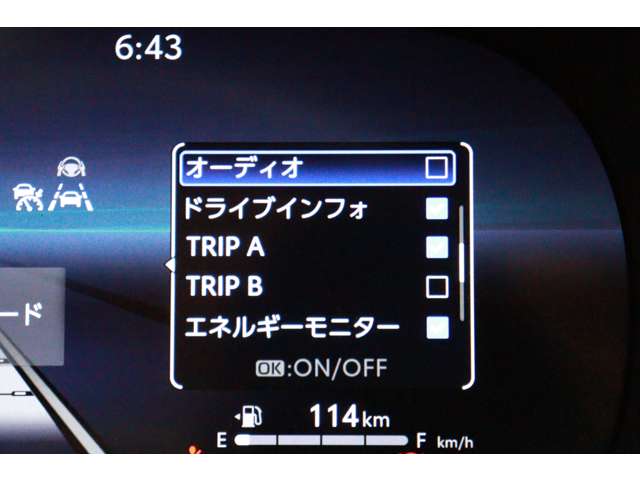 6:43
オーディオ
ドライブインフォ
TRIP A
TRIP B
ード
エネルギーモニター
OK:ON/OFF
114km
E F km/h